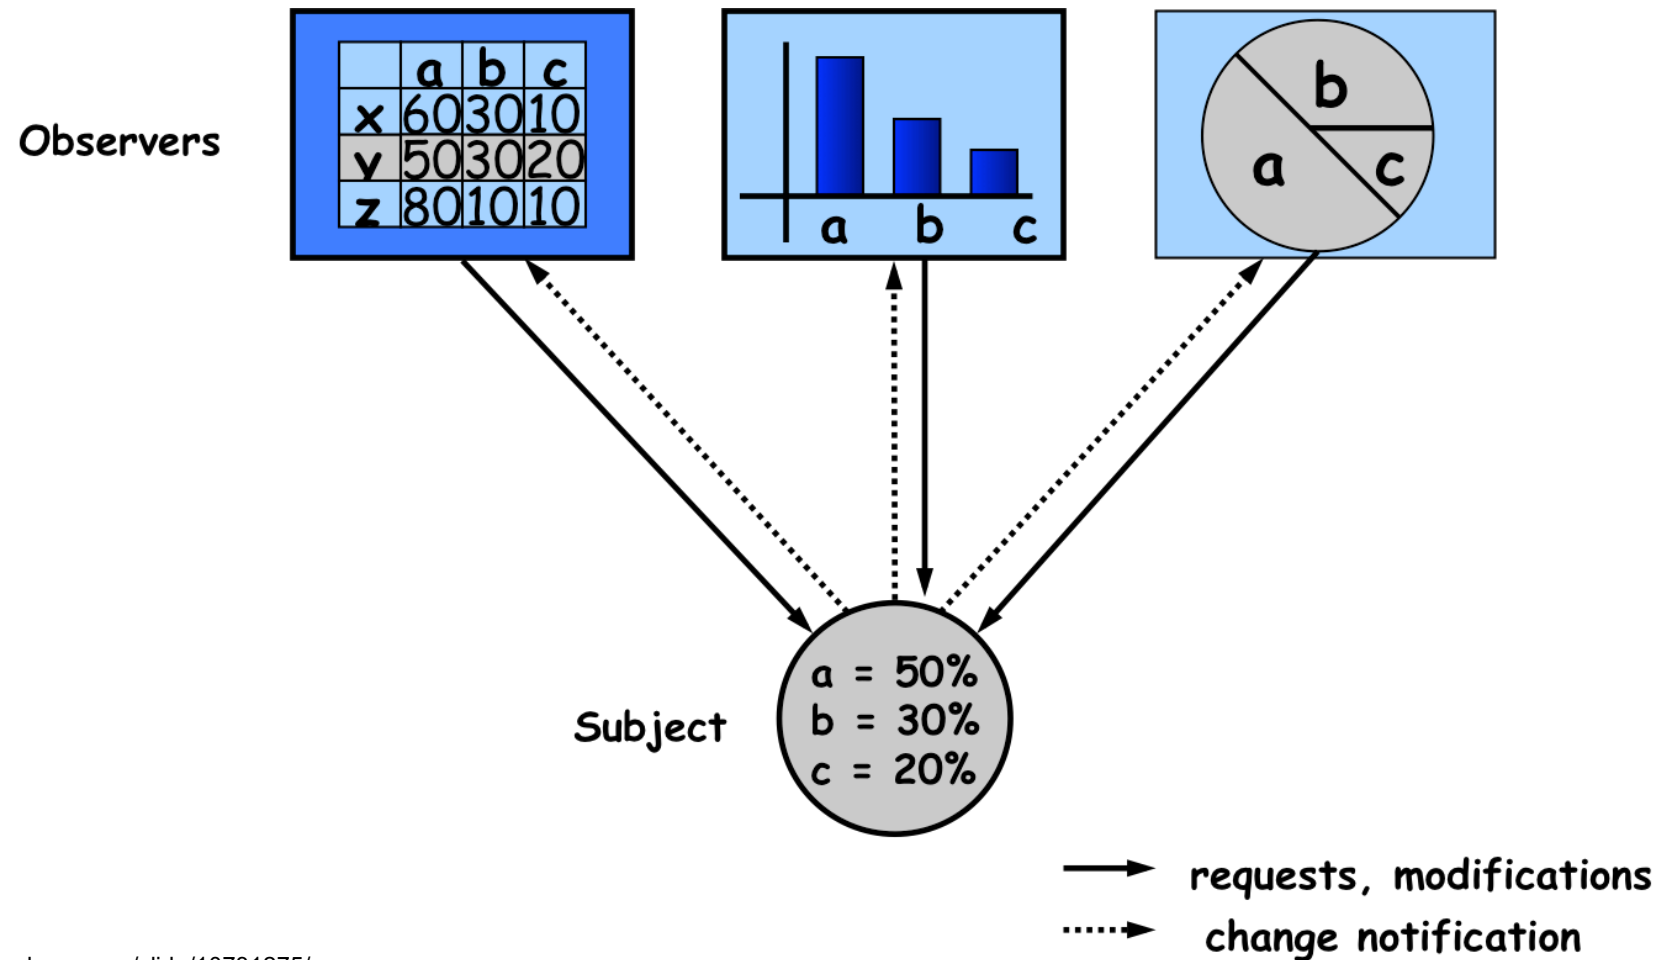 Observers
a b c
x 60 30 10
y 50 30 20
z 80 10 10
a b c
b
a c
Subject
a = 50%
b = 30%
c = 20%
requests, modifications
change notification